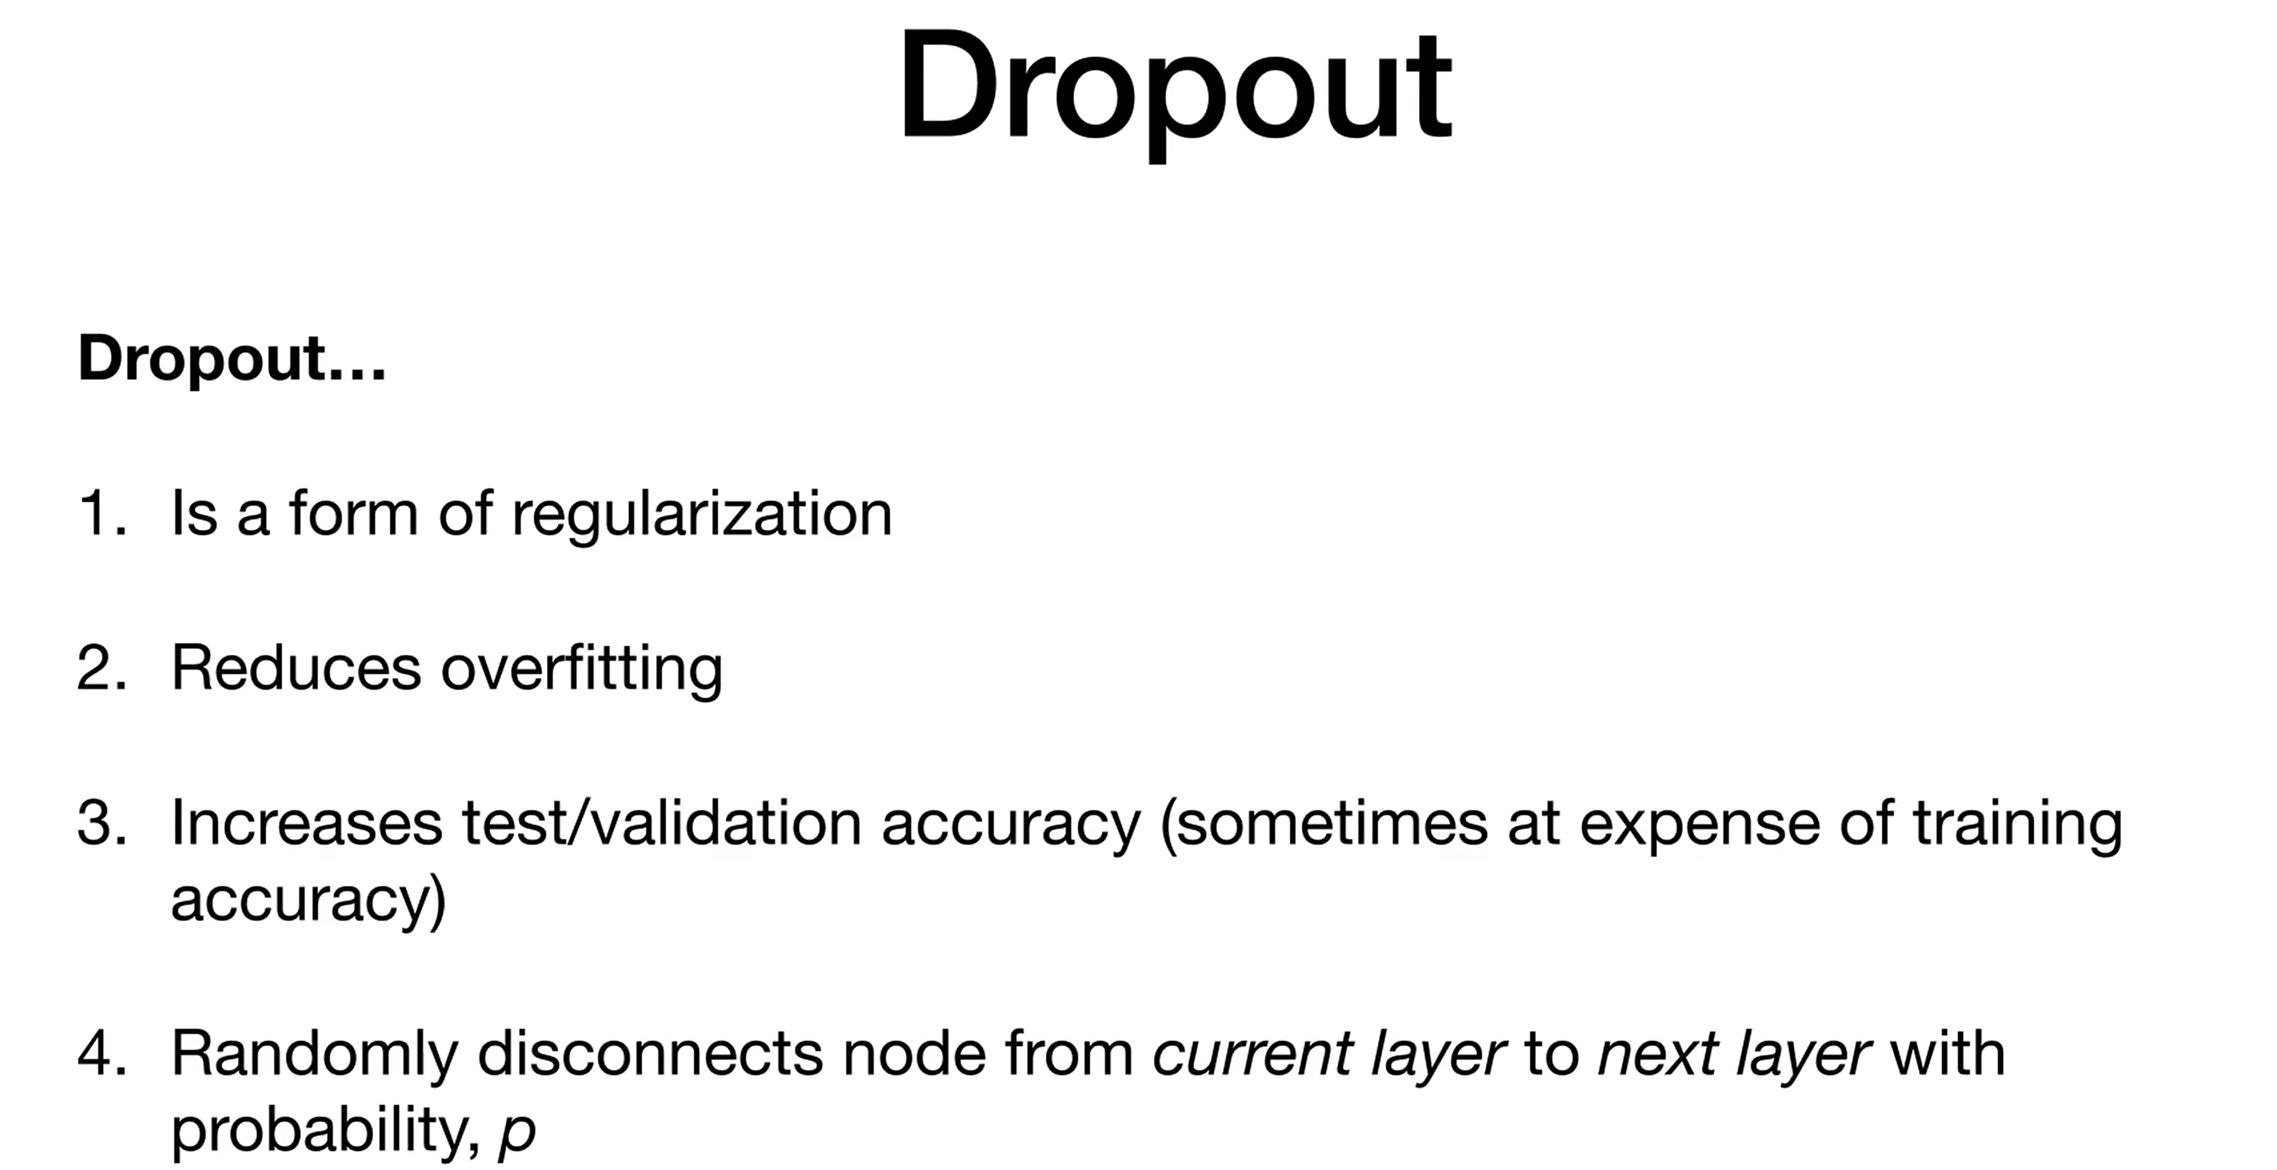 Dropout
Dropout...
1. Is a form of regularization
2. Reduces overfitting
3. Increases test/validation accuracy (sometimes at expense of training
accuracy)
4. Randomly disconnects node from current layer to next layer with
probability, p